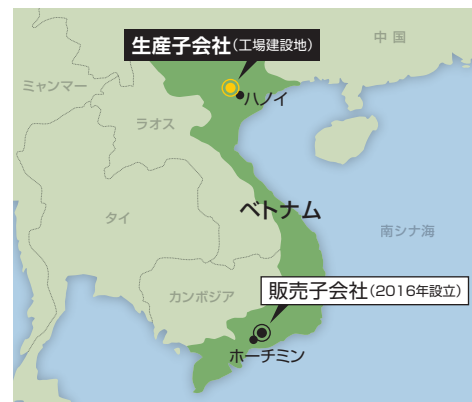 生産子会社(工場建設地)
中国
ミャンマー
ハノイ
ラオス
ベトナム
タイ
南シナ海
カンボジア
販売子会社(2016年設立)
ホーチミン